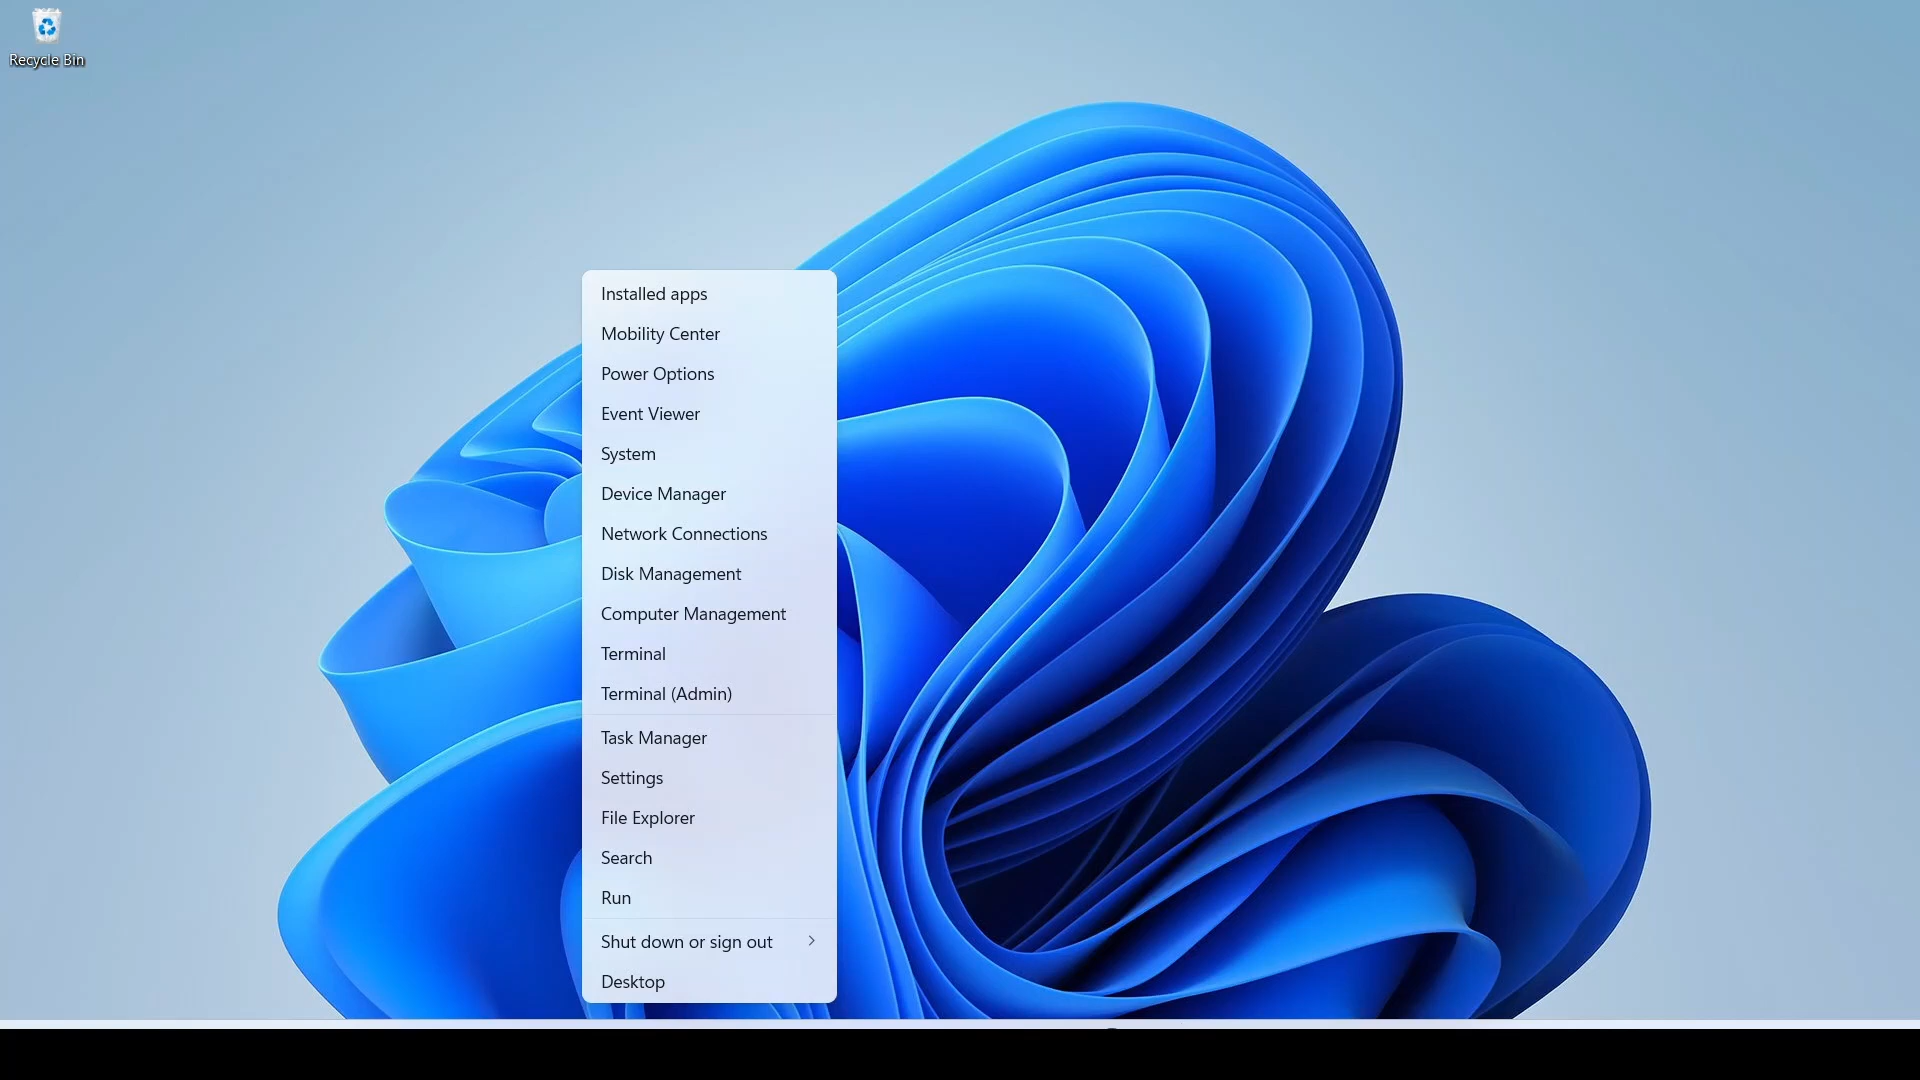 Recycle Bin
Installed apps
Mobility Center
Power Options
Event Viewer
System
Device Manager
Network Connections
Disk Management
Computer Management
Terminal
Terminal (Admin)
Task Manager
Settings
File Explorer
Search
Run
Shut down or sign out
Desktop